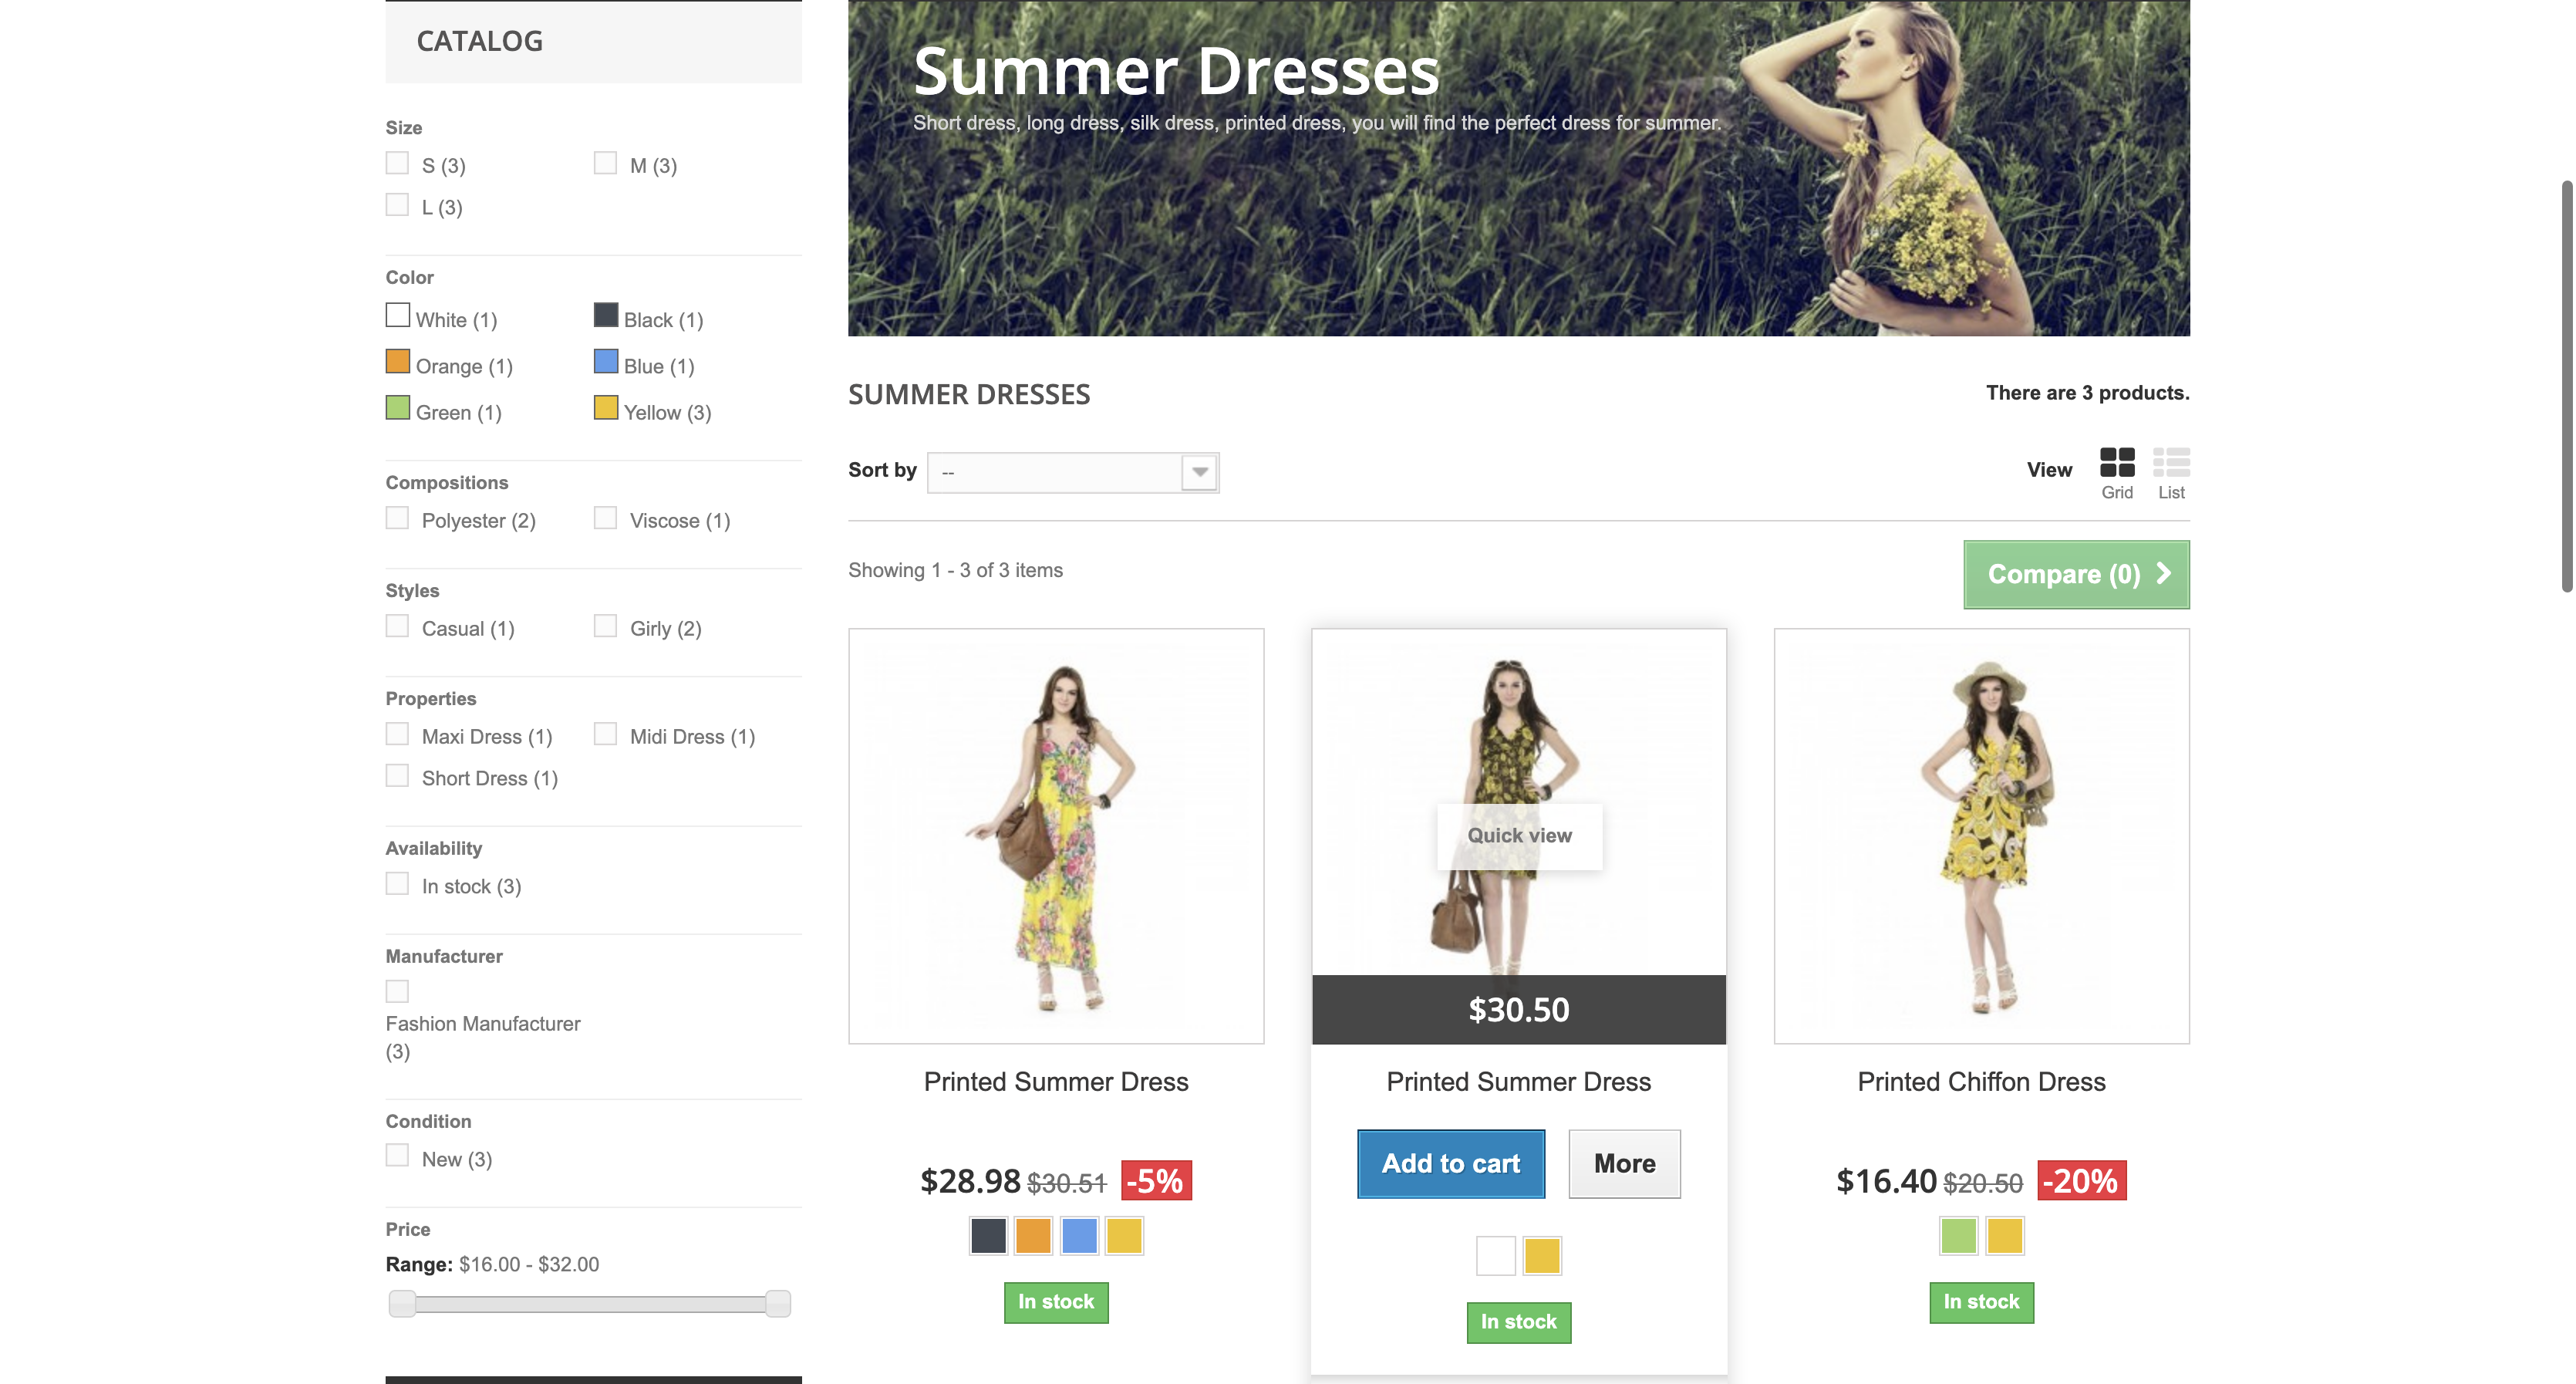 CATALOG
Size
S (3)
M (3)
L (3)
Color
White (1)
Black (1)
Orange (1)
Blue (1)
Green (1)
Yellow (3)
Compositions
Polyester (2)
Viscose (1)
Styles
Casual (1)
Girly (2)
Properties
Maxi Dress (1)
Midi Dress (1)
Short Dress (1)
Availability
In stock (3)
Manufacturer
Fashion Manufacturer
(3)
Condition
New (3)
Price
Range: $16.00 - $32.00
Summer Dresses
Short dress, long dress, silk dress, printed dress, you will find the perfect dress for summer.
SUMMER DRESSES
There are 3 products.
Sort by
--
View
Grid
List
Showing 1 - 3 of 3 items
Compare (0)
Printed Summer Dress
$28.98 $30.51 -5%
In stock
Quick view
$30.50
Printed Summer Dress
Add to cart
More
In stock
Printed Chiffon Dress
$16.40 $20.50 -20%
In stock